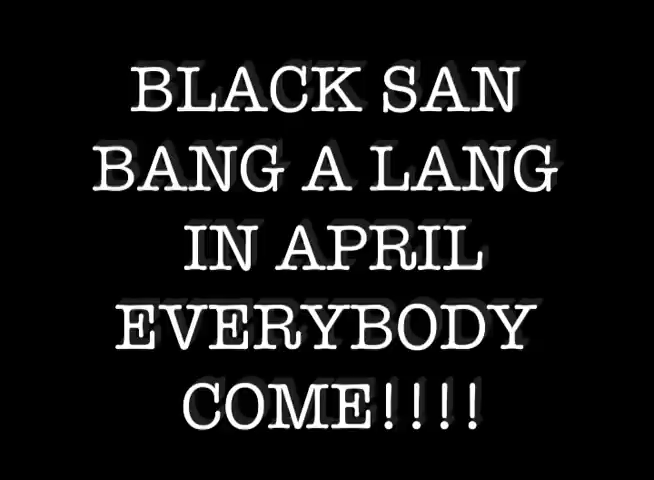 BLACK SAN
BANG A LANG
IN APRIL
EVERYBODY
COME!!!!